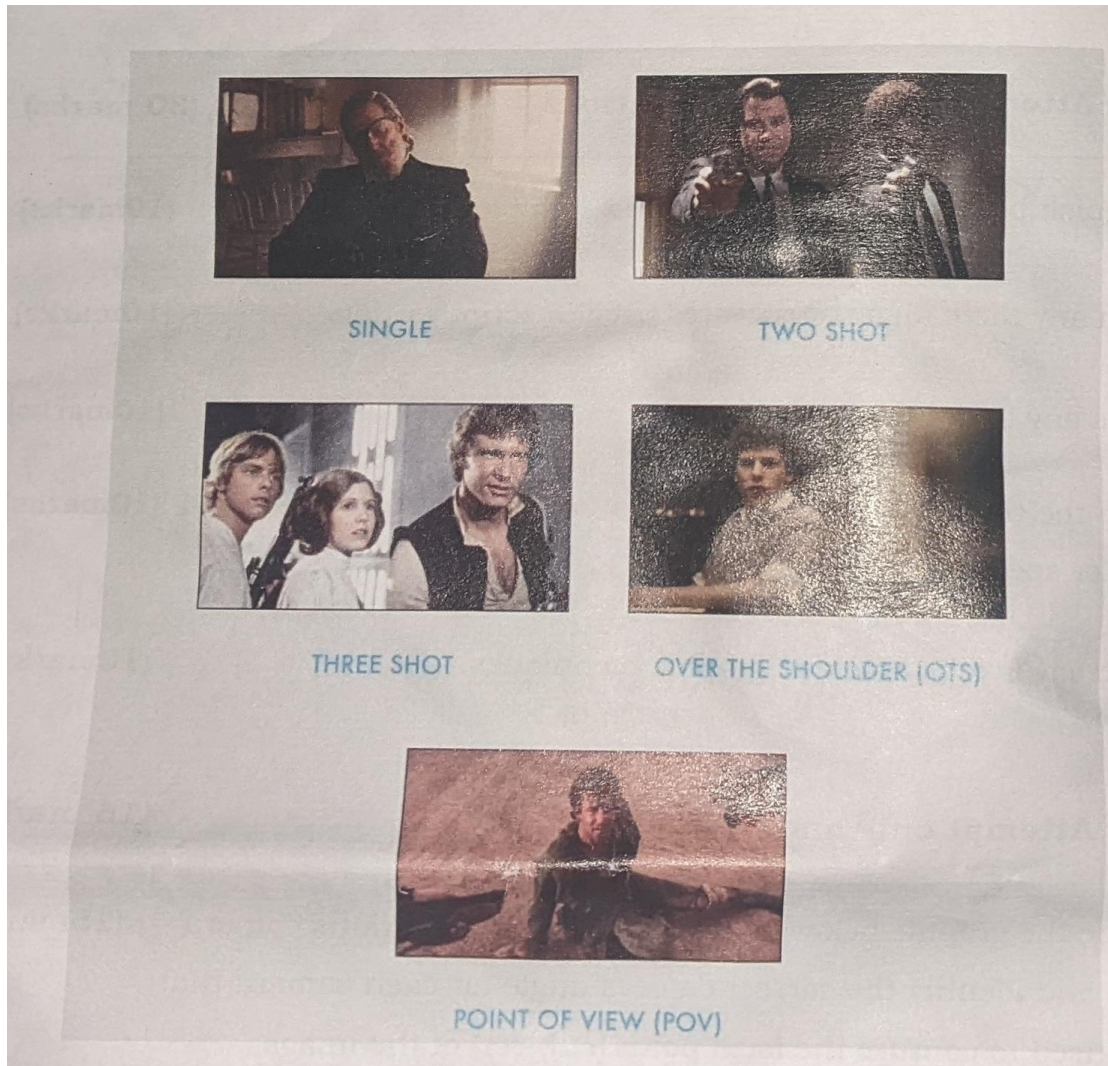 SINGLE
TWO SHOT
THREE SHOT
OVER THE SHOULDER (OTS)
POINT OF VIEW (POV)